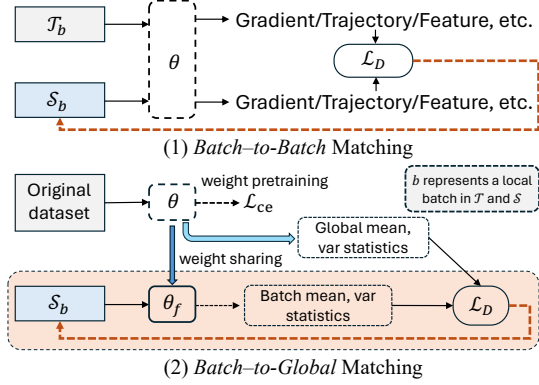 𝒯_b
Gradient/Trajectory/Feature, etc.
θ
ℒ_D
𝒮_b
Gradient/Trajectory/Feature, etc.
(1) Batch–to–Batch Matching
Original
dataset
θ
weight pretraining
ℒ_ce
b represents a local
batch in 𝒯 and 𝒮
Global mean,
var statistics
weight sharing
𝒮_b
θ_f
Batch mean, var
statistics
ℒ_D
(2) Batch–to–Global Matching